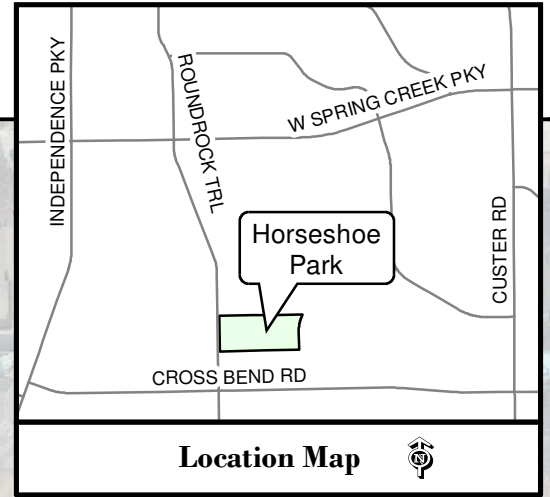 INDEPENDENCE PKY
ROUNDROCK TRL
W SPRING CREEK PKY
CUSTER RD
Horseshoe
Park
CROSS BEND RD
Location Map
N